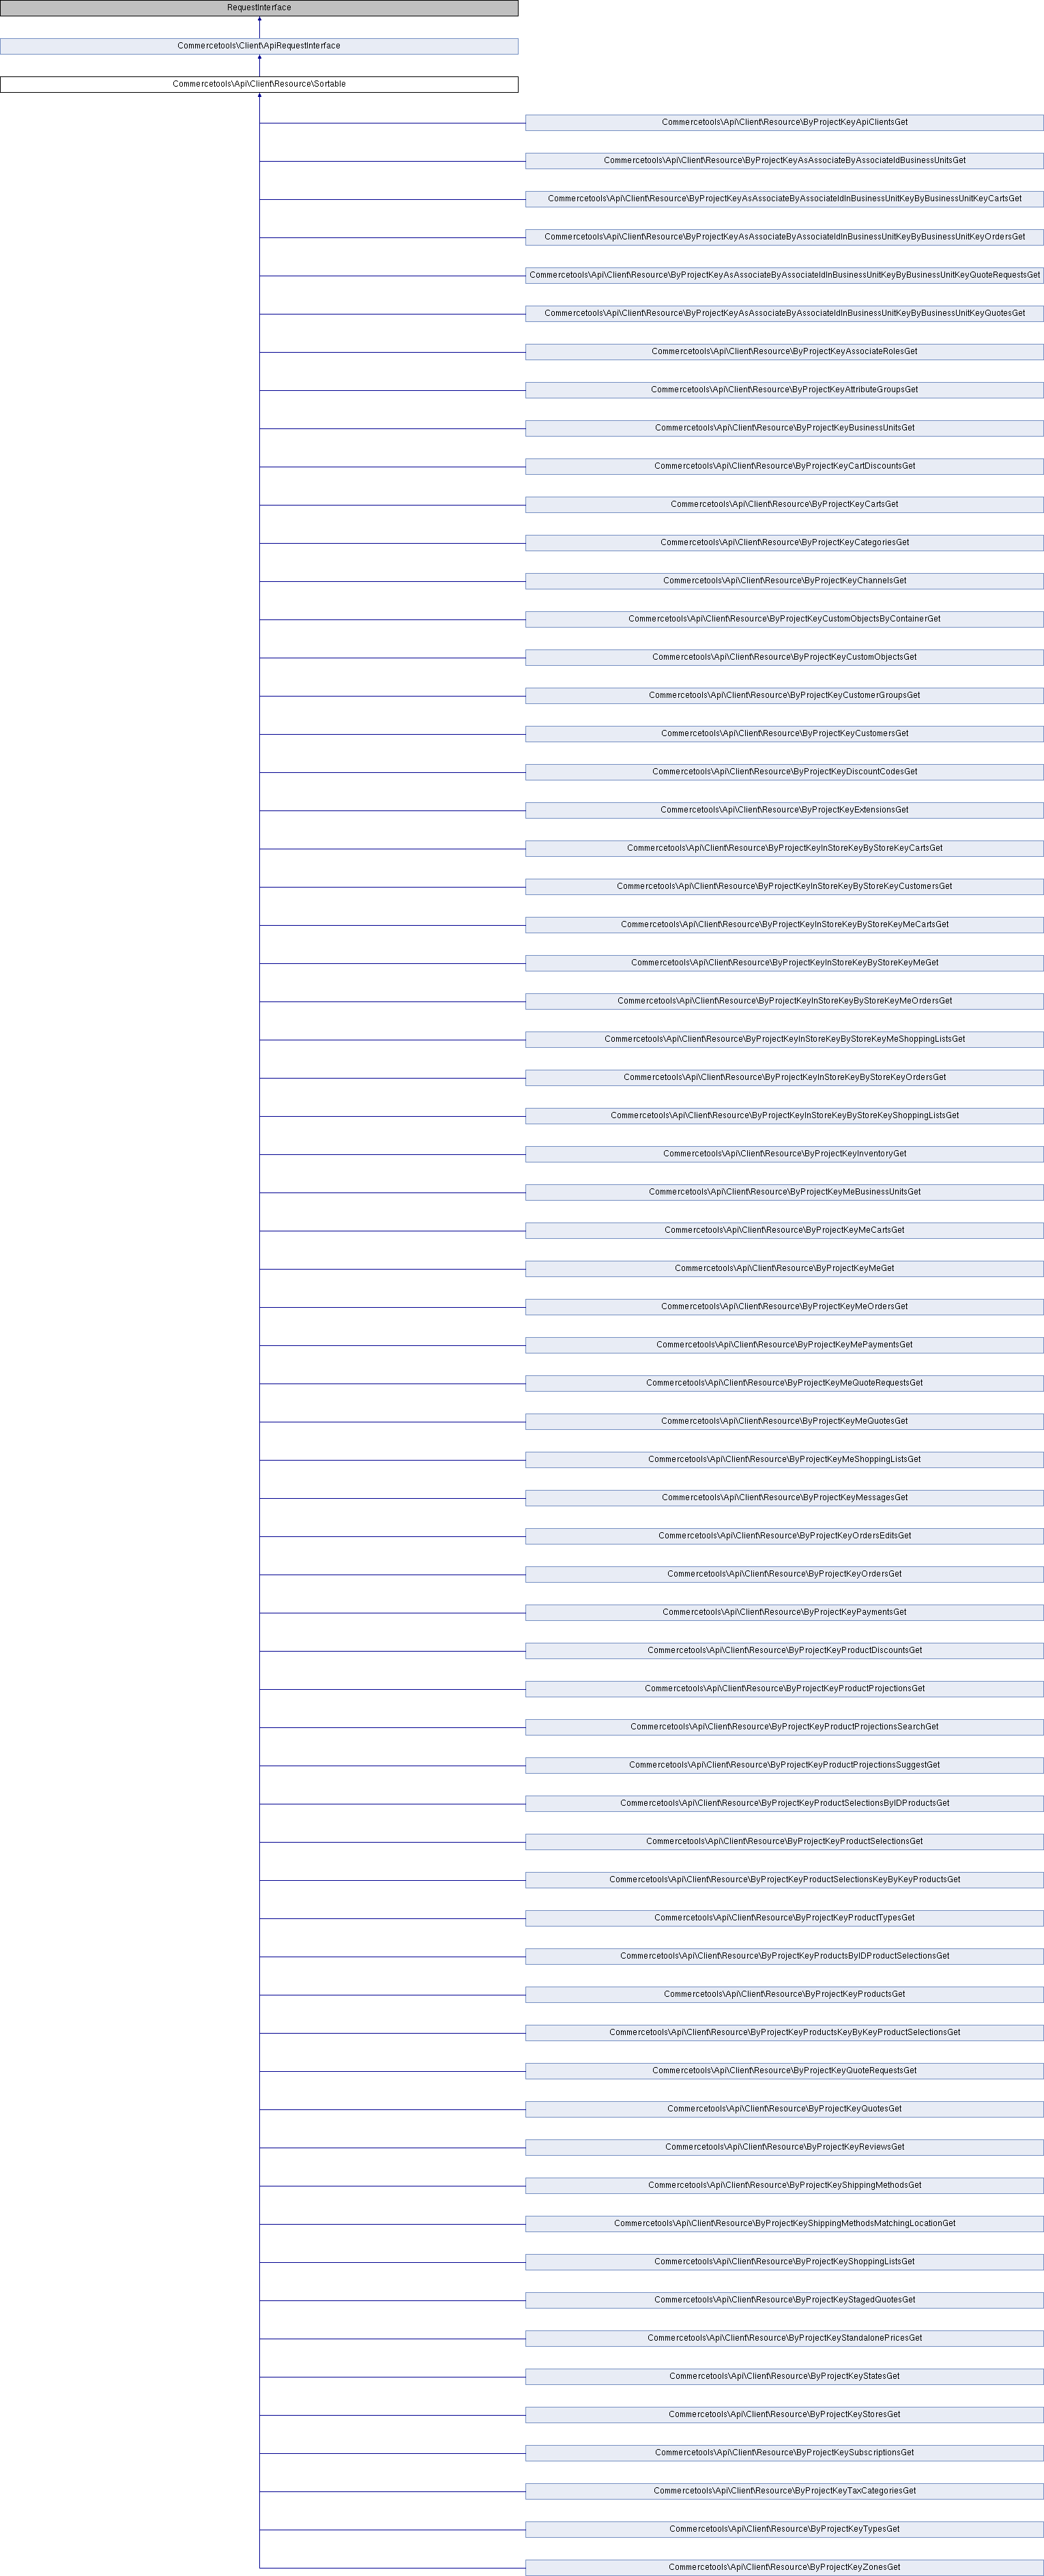 RequestInterface
Commercetools\Client\ApiRequestInterface
Commercetools\Api\Client\Resource\Sortable
Commercetools\Api\Client\Resource\ByProjectKeyApiClientsGet
Commercetools\Api\Client\Resource\ByProjectKeyAsAssociateByAssociateIdBusinessUnitsGet
Commercetools\Api\Client\Resource\ByProjectKeyAsAssociateByAssociateIdInBusinessUnitKeyByBusinessUnitKeyCartsGet
Commercetools\Api\Client\Resource\ByProjectKeyAsAssociateByAssociateIdInBusinessUnitKeyByBusinessUnitKeyOrdersGet
Commercetools\Api\Client\Resource\ByProjectKeyAsAssociateByAssociateIdInBusinessUnitKeyByBusinessUnitKeyQuoteRequestsGet
Commercetools\Api\Client\Resource\ByProjectKeyAsAssociateByAssociateIdInBusinessUnitKeyByBusinessUnitKeyQuotesGet
Commercetools\Api\Client\Resource\ByProjectKeyAssociateRolesGet
Commercetools\Api\Client\Resource\ByProjectKeyAttributeGroupsGet
Commercetools\Api\Client\Resource\ByProjectKeyBusinessUnitsGet
Commercetools\Api\Client\Resource\ByProjectKeyCartDiscountsGet
Commercetools\Api\Client\Resource\ByProjectKeyCartsGet
Commercetools\Api\Client\Resource\ByProjectKeyCategoriesGet
Commercetools\Api\Client\Resource\ByProjectKeyChannelsGet
Commercetools\Api\Client\Resource\ByProjectKeyCustomObjectsByContainerGet
Commercetools\Api\Client\Resource\ByProjectKeyCustomObjectsGet
Commercetools\Api\Client\Resource\ByProjectKeyCustomerGroupsGet
Commercetools\Api\Client\Resource\ByProjectKeyCustomersGet
Commercetools\Api\Client\Resource\ByProjectKeyDiscountCodesGet
Commercetools\Api\Client\Resource\ByProjectKeyExtensionsGet
Commercetools\Api\Client\Resource\ByProjectKeyInStoreKeyByStoreKeyCartsGet
Commercetools\Api\Client\Resource\ByProjectKeyInStoreKeyByStoreKeyCustomersGet
Commercetools\Api\Client\Resource\ByProjectKeyInStoreKeyByStoreKeyMeCartsGet
Commercetools\Api\Client\Resource\ByProjectKeyInStoreKeyByStoreKeyMeGet
Commercetools\Api\Client\Resource\ByProjectKeyInStoreKeyByStoreKeyMeOrdersGet
Commercetools\Api\Client\Resource\ByProjectKeyInStoreKeyByStoreKeyMeShoppingListsGet
Commercetools\Api\Client\Resource\ByProjectKeyInStoreKeyByStoreKeyOrdersGet
Commercetools\Api\Client\Resource\ByProjectKeyInStoreKeyByStoreKeyShoppingListsGet
Commercetools\Api\Client\Resource\ByProjectKeyInventoryGet
Commercetools\Api\Client\Resource\ByProjectKeyMeBusinessUnitsGet
Commercetools\Api\Client\Resource\ByProjectKeyMeCartsGet
Commercetools\Api\Client\Resource\ByProjectKeyMeGet
Commercetools\Api\Client\Resource\ByProjectKeyMeOrdersGet
Commercetools\Api\Client\Resource\ByProjectKeyMePaymentsGet
Commercetools\Api\Client\Resource\ByProjectKeyMeQuoteRequestsGet
Commercetools\Api\Client\Resource\ByProjectKeyMeQuotesGet
Commercetools\Api\Client\Resource\ByProjectKeyMeShoppingListsGet
Commercetools\Api\Client\Resource\ByProjectKeyMessagesGet
Commercetools\Api\Client\Resource\ByProjectKeyOrdersEditsGet
Commercetools\Api\Client\Resource\ByProjectKeyOrdersGet
Commercetools\Api\Client\Resource\ByProjectKeyPaymentsGet
Commercetools\Api\Client\Resource\ByProjectKeyProductDiscountsGet
Commercetools\Api\Client\Resource\ByProjectKeyProductProjectionsGet
Commercetools\Api\Client\Resource\ByProjectKeyProductProjectionsSearchGet
Commercetools\Api\Client\Resource\ByProjectKeyProductProjectionsSuggestGet
Commercetools\Api\Client\Resource\ByProjectKeyProductSelectionsByIDProductsGet
Commercetools\Api\Client\Resource\ByProjectKeyProductSelectionsGet
Commercetools\Api\Client\Resource\ByProjectKeyProductSelectionsKeyByKeyProductsGet
Commercetools\Api\Client\Resource\ByProjectKeyProductTypesGet
Commercetools\Api\Client\Resource\ByProjectKeyProductsByIDProductSelectionsGet
Commercetools\Api\Client\Resource\ByProjectKeyProductsGet
Commercetools\Api\Client\Resource\ByProjectKeyProductsKeyByKeyProductSelectionsGet
Commercetools\Api\Client\Resource\ByProjectKeyQuoteRequestsGet
Commercetools\Api\Client\Resource\ByProjectKeyQuotesGet
Commercetools\Api\Client\Resource\ByProjectKeyReviewsGet
Commercetools\Api\Client\Resource\ByProjectKeyShippingMethodsGet
Commercetools\Api\Client\Resource\ByProjectKeyShippingMethodsMatchingLocationGet
Commercetools\Api\Client\Resource\ByProjectKeyShoppingListsGet
Commercetools\Api\Client\Resource\ByProjectKeyStagedQuotesGet
Commercetools\Api\Client\Resource\ByProjectKeyStandalonePricesGet
Commercetools\Api\Client\Resource\ByProjectKeyStatesGet
Commercetools\Api\Client\Resource\ByProjectKeyStoresGet
Commercetools\Api\Client\Resource\ByProjectKeySubscriptionsGet
Commercetools\Api\Client\Resource\ByProjectKeyTaxCategoriesGet
Commercetools\Api\Client\Resource\ByProjectKeyTypesGet
Commercetools\Api\Client\Resource\ByProjectKeyZonesGet